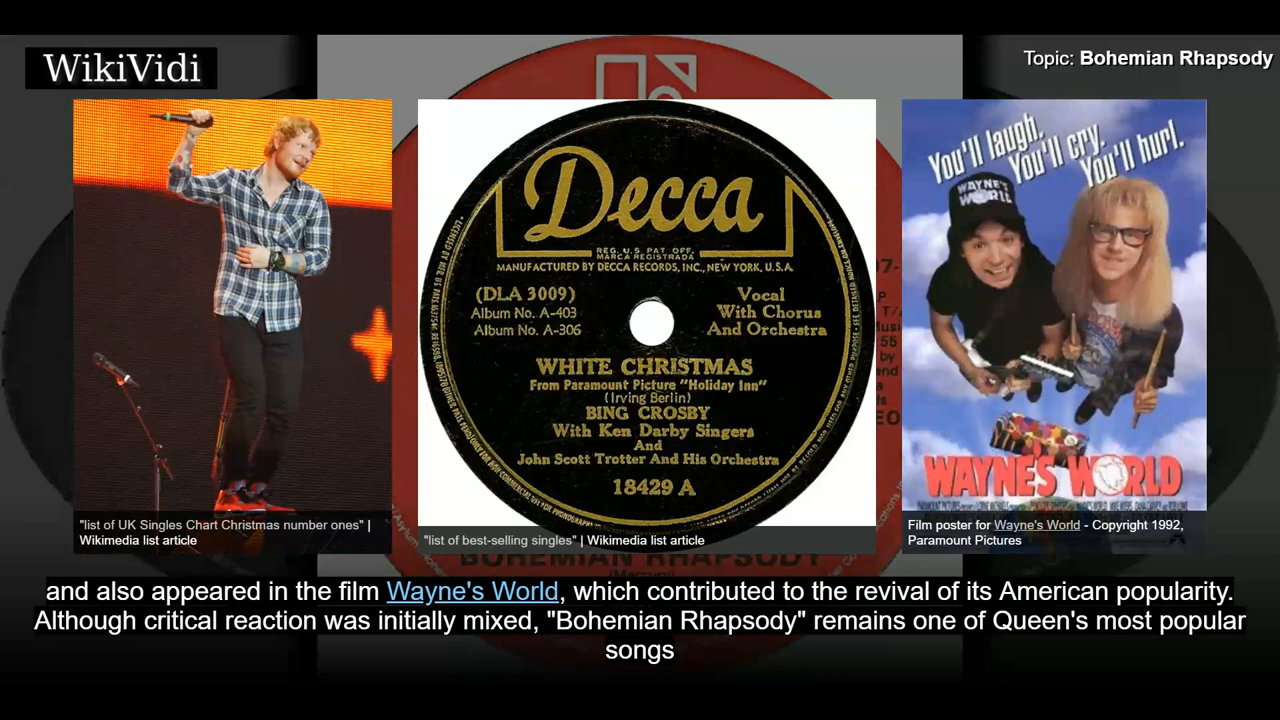 WikiVidi
Topic: Bohemian Rhapsody
Decca
REG. U.S. PAT. OFF.
MARCA REGISTRADA
MANUFACTURED BY DECCA RECORDS, INC., NEW YORK, U.S.A.
(DLA 3009)
Album No. A-403
Album No. A-306
Vocal
With Chorus
And Orchestra
WHITE CHRISTMAS
From Paramount Picture "Holiday Inn"
(Irving Berlin)
BING CROSBY
With Ken Darby Singers
And
John Scott Trotter And His Orchestra
18429 A
You'll laugh.
You'll cry.
You'll hurl.
WAYNE'S
WORLD
WAYNE'S WORLD
"list of UK Singles Chart Christmas number ones" |
Wikimedia list article
"list of best-selling singles" | Wikimedia list article
Film poster for Wayne's World - Copyright 1992,
Paramount Pictures
BOHEMIAN RHAPSODY
and also appeared in the film Wayne's World, which contributed to the revival of its American popularity.
Although critical reaction was initially mixed, "Bohemian Rhapsody" remains one of Queen's most popular
songs